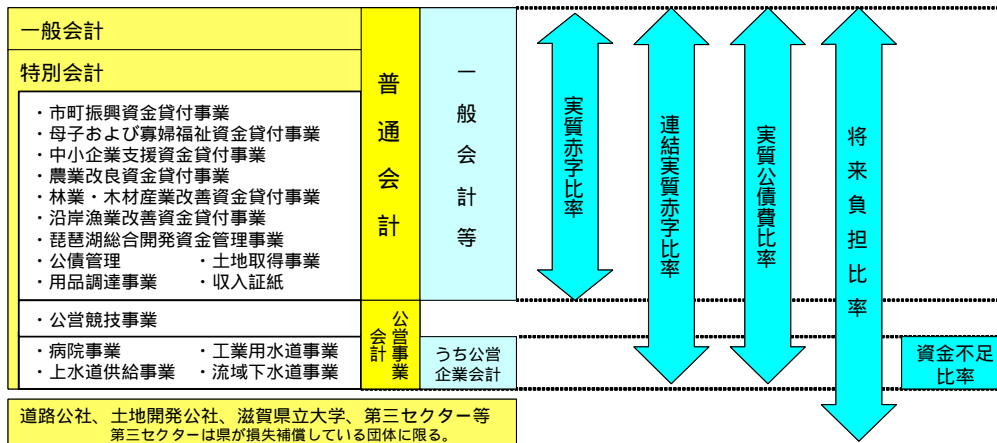 一般会計
特別会計
・市町振興資金貸付事業
・母子および寡婦福祉資金貸付事業
・中小企業支援資金貸付事業
・農業改良資金貸付事業
・林業・木材産業改善資金貸付事業
・沿岸漁業改善資金貸付事業
・琵琶湖総合開発資金管理事業
・公債管理 ・土地取得事業
・用品調達事業 ・収入証紙
・公営競技事業
・病院事業 ・工業用水道事業
・上水道供給事業 ・流域下水道事業
普通会計
公営事業
会計
一般会計等
うち公営
企業会計
実質赤字比率
連結実質赤字比率
実質公債費比率
将来負担比率
資金不足
比率
道路公社、土地開発公社、滋賀県立大学、第三セクター等
第三セクターは県が損失補償している団体に限る。